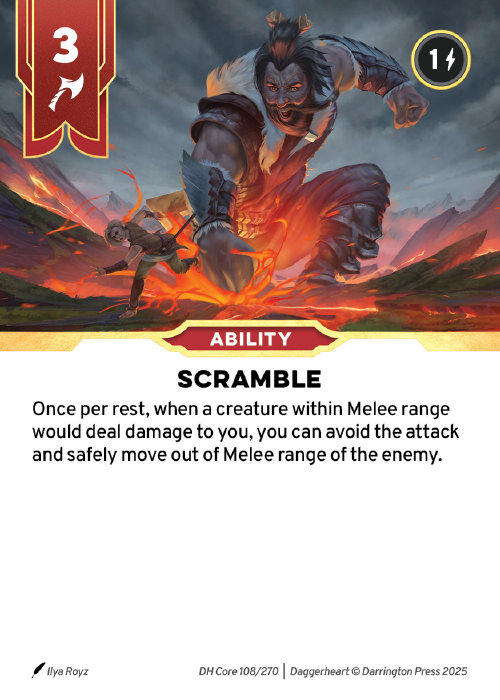 3
1
ABILITY
SCRAMBLE
Once per rest, when a creature within Melee range
would deal damage to you, you can avoid the attack
and safely move out of Melee range of the enemy.
Ilya Royz
DH Core 108/270 | Daggerheart © Darrington Press 2025